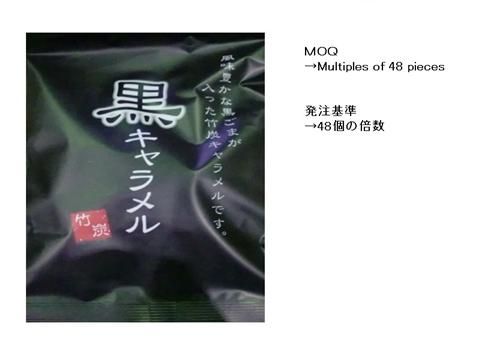 黒
キャラメル
竹炭
風味豊かな黒ごまが
入った竹炭キャラメルです。
MOQ
→Multiples of 48 pieces
発注基準
→48個の倍数